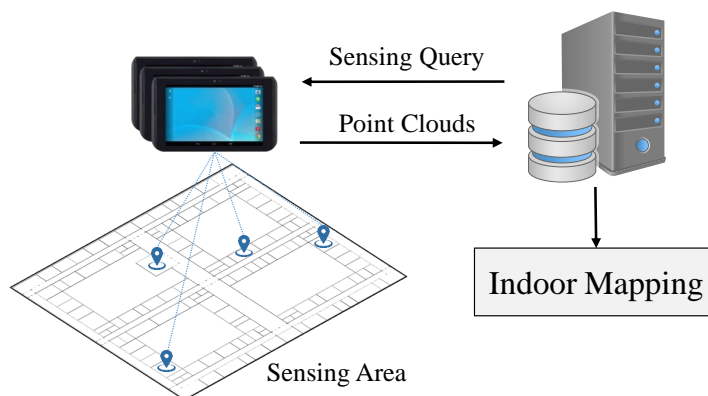 Sensing Query
Point Clouds
Indoor Mapping
Sensing Area